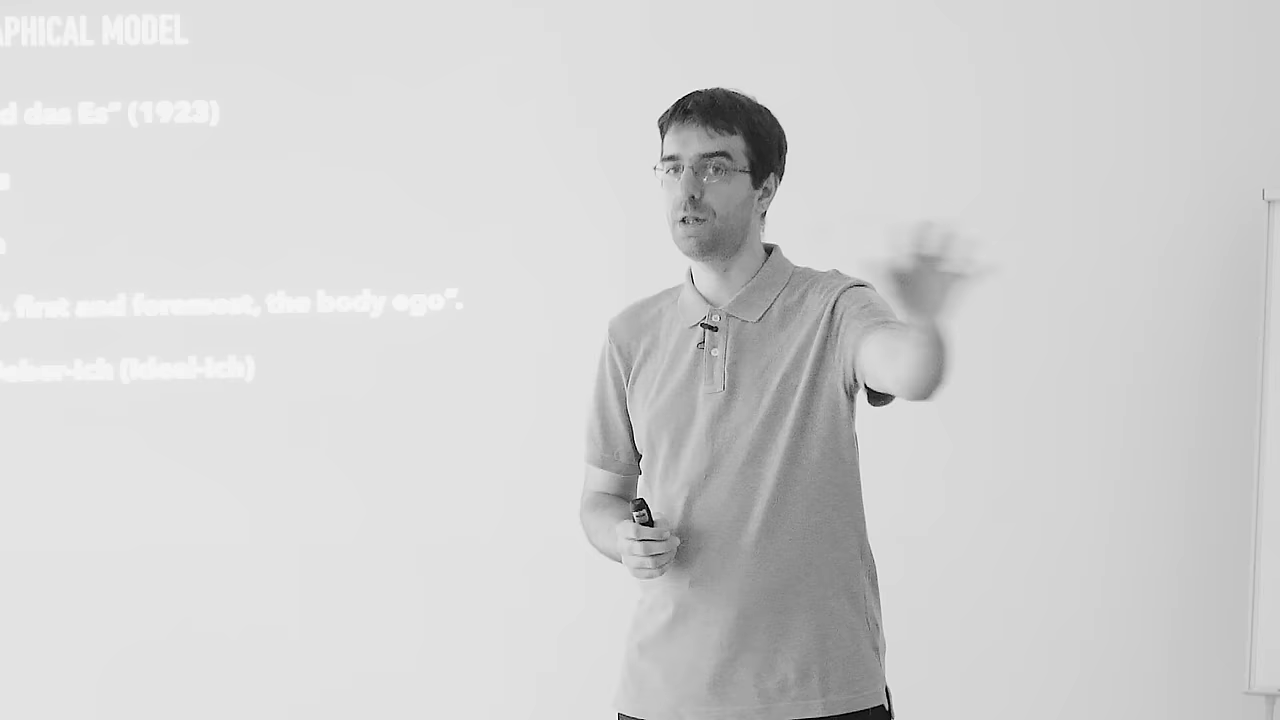 APHICAL MODEL
d das Es" (1923)
, first and foremost, the body ego".
Ueber-Ich (Ideal-Ich)